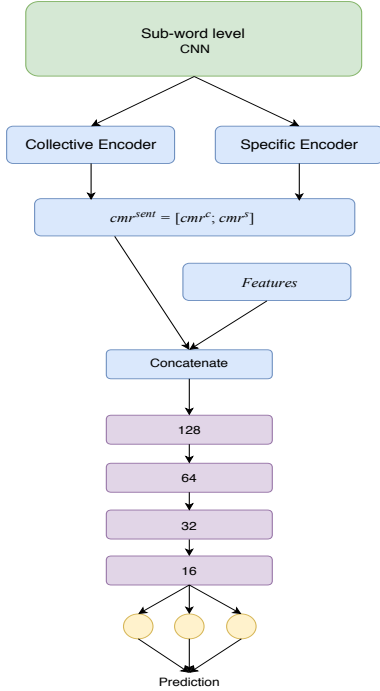 Sub-word level
CNN
Collective Encoder
Specific Encoder
cmr^sent = [cmr^c; cmr^s]
Features
Concatenate
128
64
32
16
Prediction